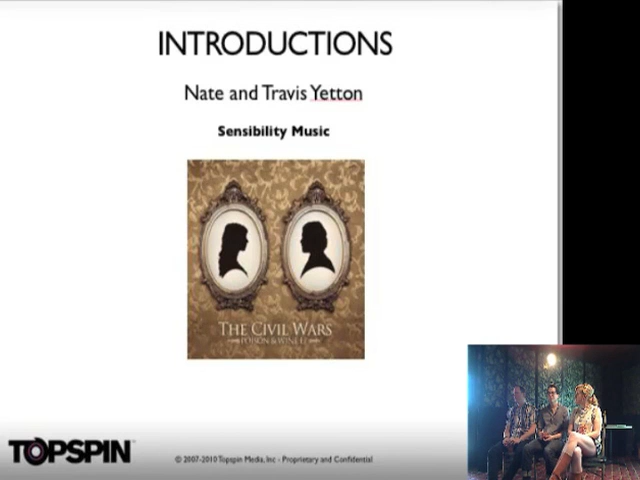 INTRODUCTIONS
Nate and Travis Yetton
Sensibility Music
THE CIVIL WARS
POISON & WINE EP
TOPSPIN
© 2007-2010 Topspin Media, Inc - Proprietary and Confidential